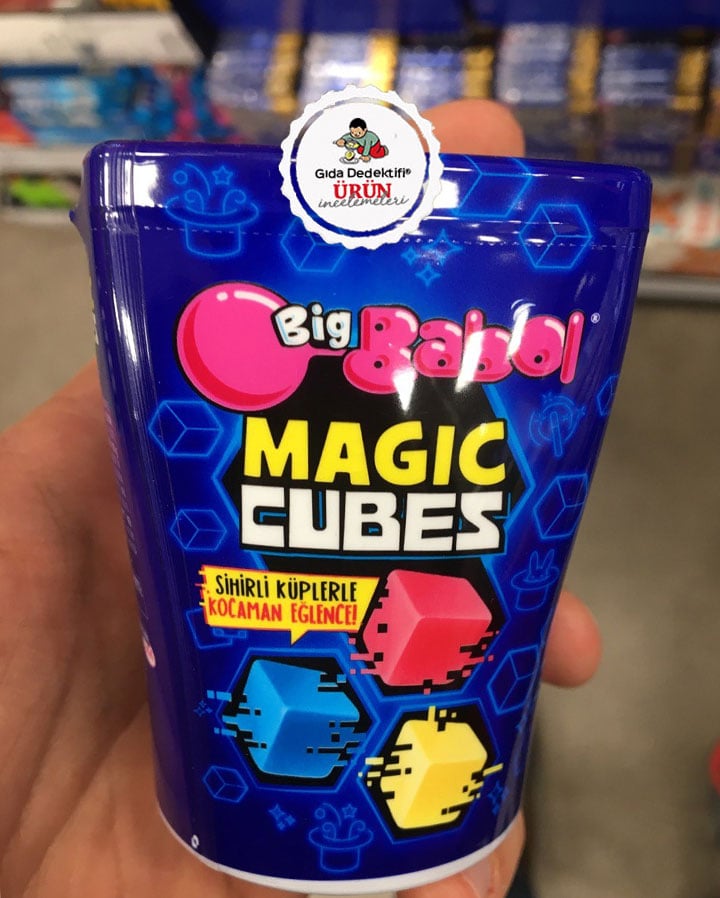 Gıda Dedektifi®
ÜRÜN
incelemeleri
Big Babol®
MAGIC
CUBES
SİHİRLİ KÜPLERLE
KOCAMAN EĞLENCE!